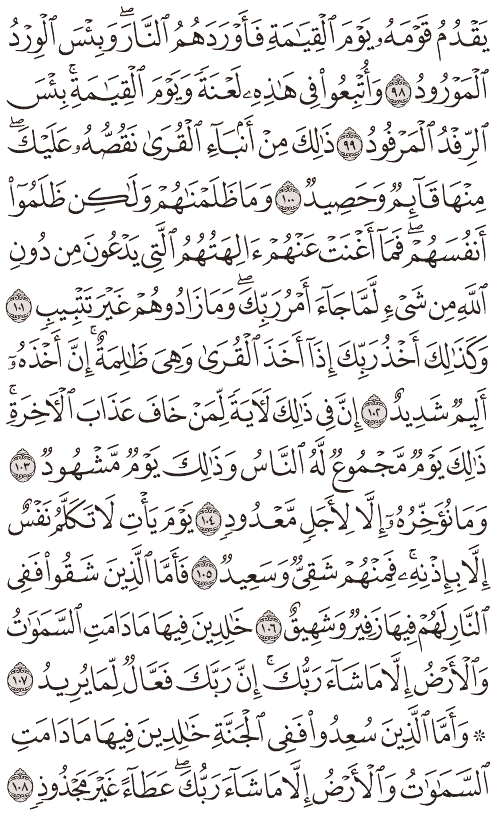 يَقْدُمُ قَوْمَهُۥ يَوْمَ ٱلْقِيَٰمَةِ فَأَوْرَدَهُمُ ٱلنَّارَۖ وَبِئْسَ ٱلْوِرْدُ
ٱلْمَوْرُودُ ٩٨ وَأُتْبِعُوا۟ فِى هَٰذِهِۦ لَعْنَةً وَيَوْمَ ٱلْقِيَٰمَةِۚ بِئْسَ
ٱلرِّفْدُ ٱلْمَرْفُودُ ٩٩ ذَٰلِكَ مِنْ أَنۢبَآءِ ٱلْقُرَىٰ نَقُصُّهُۥ عَلَيْكَۖ
مِنْهَا قَآئِمٌ وَحَصِيدٌ ١٠٠ وَمَا ظَلَمْنَٰهُمْ وَلَٰكِن ظَلَمُوٓا۟
أَنفُسَهُمْۖ فَمَآ أَغْنَتْ عَنْهُمْ ءَالِهَتُهُمُ ٱلَّتِى يَدْعُونَ مِن دُونِ
ٱللَّهِ مِن شَىْءٍ لَّمَّا جَآءَ أَمْرُ رَبِّكَۖ وَمَا زَادُوهُمْ غَيْرَ تَتْبِيبٍ ١٠١
وَكَذَٰلِكَ أَخْذُ رَبِّكَ إِذَآ أَخَذَ ٱلْقُرَىٰ وَهِىَ ظَٰلِمَةٌۚ إِنَّ أَخْذَهُۥٓ
أَلِيمٌ شَدِيدٌ ١٠٢ إِنَّ فِى ذَٰلِكَ لَءَايَةً لِّمَنْ خَافَ عَذَابَ ٱلْءَاخِرَةِۚ
ذَٰلِكَ يَوْمٌ مَّجْمُوعٌ لَّهُ ٱلنَّاسُ وَذَٰلِكَ يَوْمٌ مَّشْهُودٌ ١٠٣
وَمَا نُؤَخِّرُهُۥٓ إِلَّا لِأَجَلٍ مَّعْدُودٍ ١٠٤ يَوْمَ يَأْتِ لَا تَكَلَّمُ نَفْسٌ
إِلَّا بِإِذْنِهِۦۚ فَمِنْهُمْ شَقِىٌّ وَسَعِيدٌ ١٠٥ فَأَمَّا ٱلَّذِينَ شَقُوا۟ فَفِى
ٱلنَّارِ لَهُمْ فِيهَا زَفِيرٌ وَشَهِيقٌ ١٠٦ خَٰلِدِينَ فِيهَا مَا دَامَتِ ٱلسَّمَٰوَٰتُ
وَٱلْأَرْضُ إِلَّا مَا شَآءَ رَبُّكَۚ إِنَّ رَبَّكَ فَعَّالٌ لِّمَا يُرِيدُ ١٠٧
۞ وَأَمَّا ٱلَّذِينَ سُعِدُوا۟ فَفِى ٱلْجَنَّةِ خَٰلِدِينَ فِيهَا مَا دَامَتِ
ٱلسَّمَٰوَٰتُ وَٱلْأَرْضُ إِلَّا مَا شَآءَ رَبُّكَۖ عَطَآءً غَيْرَ مَجْذُوذٍ ١٠٨